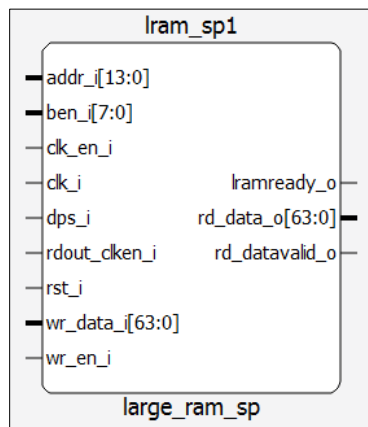 lram_sp1
addr_i[13:0]
ben_i[7:0]
clk_en_i
clk_i
lramready_o
dps_i
rd_data_o[63:0]
rdout_clken_i
rd_datavalid_o
rst_i
wr_data_i[63:0]
wr_en_i
large_ram_sp